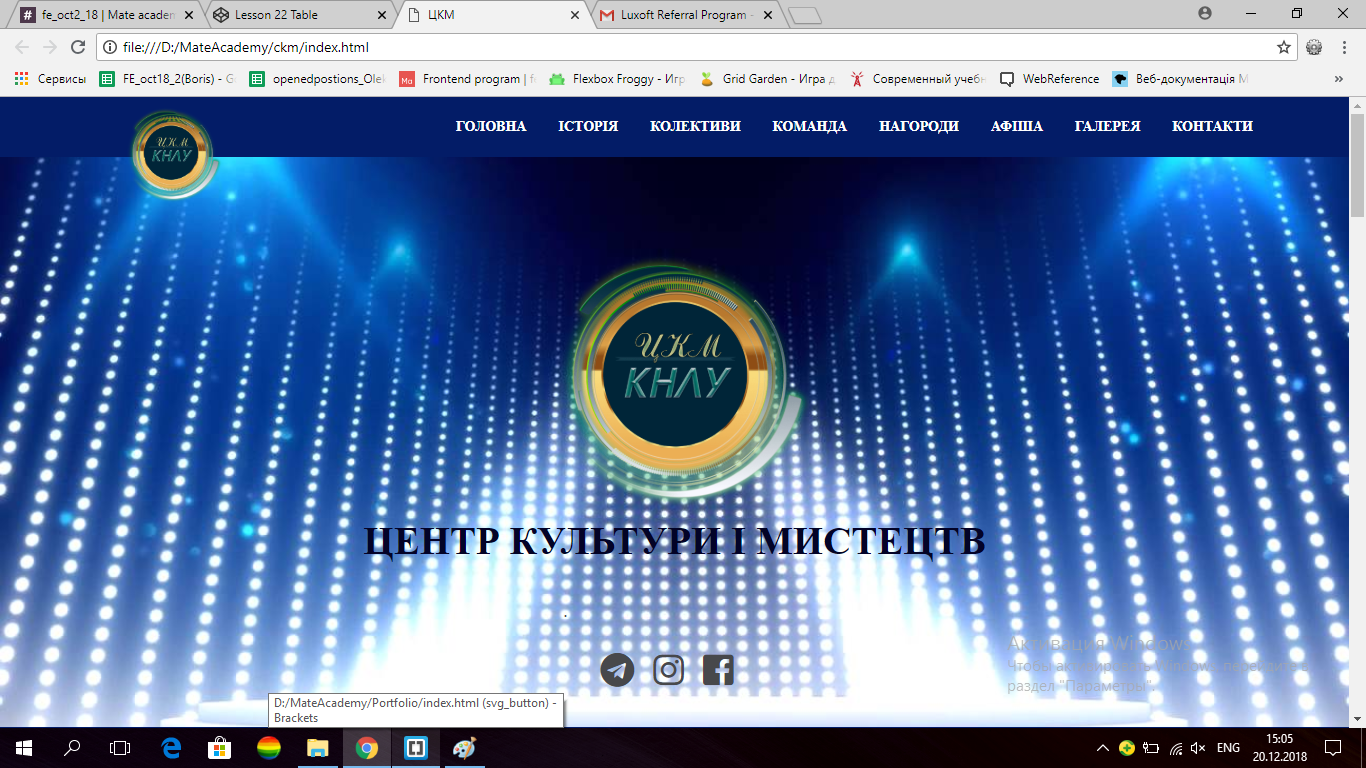 fe_oct2_18 | Mate academ
Lesson 22 Table
ЦКМ
Luxoft Referral Program -
file:///D:/MateAcademy/ckm/index.html
Сервисы
FE_oct18_2(Boris) - G
openedpostions_Olek
Frontend program | f
Flexbox Froggy - Игр
Grid Garden - Игра д
Современный учебн
WebReference
Веб-документація M
ЦКМ
КНЛУ
ГОЛОВНА
ІСТОРІЯ
КОЛЕКТИВИ
КОМАНДА
НАГОРОДИ
АФІША
ГАЛЕРЕЯ
КОНТАКТИ
ЦКМ
КНЛУ
ЦЕНТР КУЛЬТУРИ І МИСТЕЦТВ
Активация Windows
Чтобы активировать Windows, перейдите в
раздел "Параметры".
D:/MateAcademy/Portfolio/index.html (svg_button) -
Brackets
ENG
15:05
20.12.2018